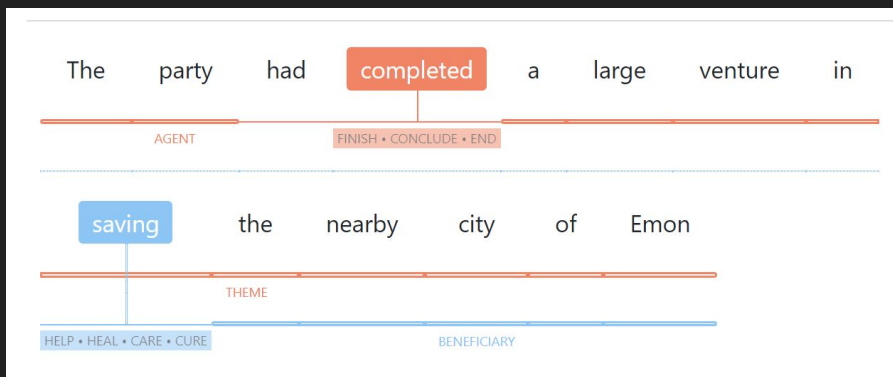 The party had completed a large venture in
AGENT FINISH • CONCLUDE • END
saving the nearby city of Emon
THEME
HELP • HEAL • CARE • CURE BENEFICIARY